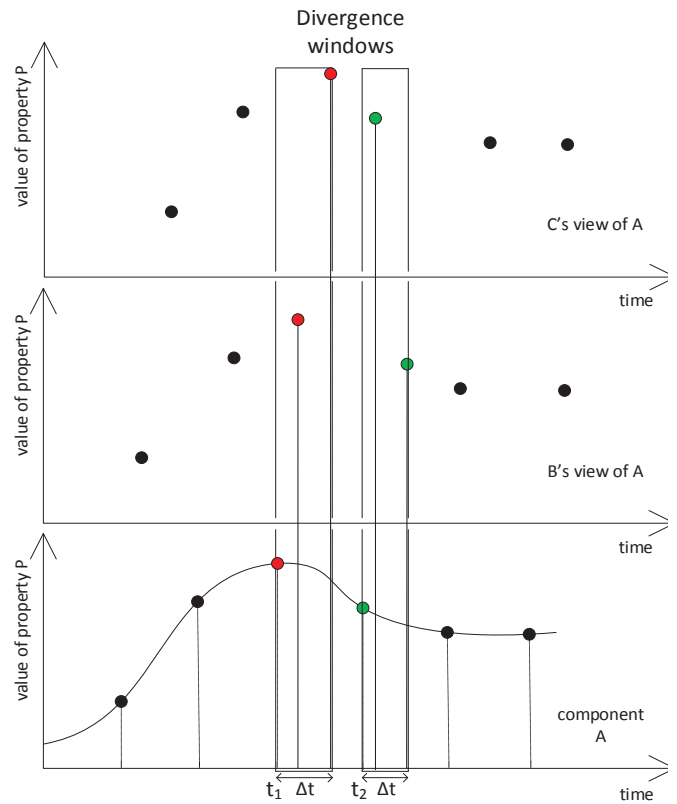 Divergence
windows
value of property P
C's view of A
time
value of property P
B's view of A
time
value of property P
component
A
t1 Δt t2 Δt
time